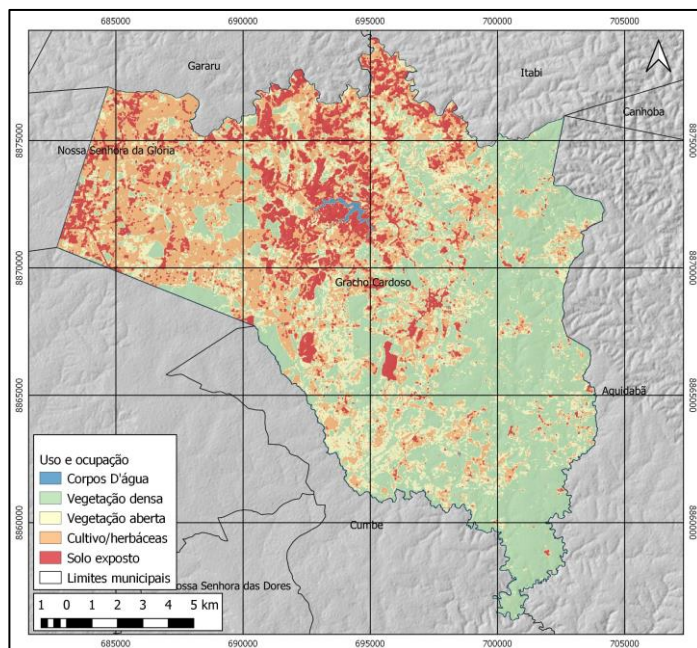 685000 690000 695000 700000 705000
Gararu
Itabi
Canhoba
8875000 8875000
Nossa Senhora da Glória
8870000 8870000
Gracho Cardoso
8865000 8865000
Aquidabã
Uso e ocupação
Corpos D'água
Vegetação densa
Vegetação aberta
Cultivo/herbáceas
Solo exposto
Limites municipais
8860000 8860000
Cumbe
ossa Senhora das Dores
1 0 1 2 3 4 5 km
685000 690000 695000 700000 705000